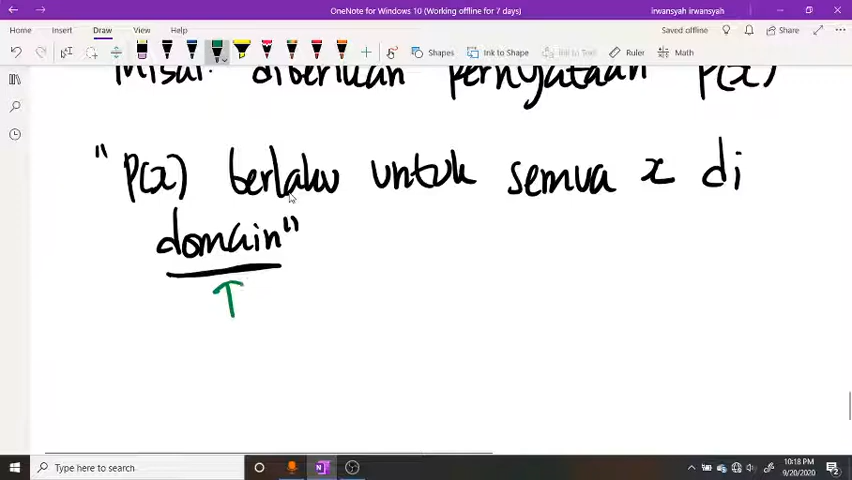 OneNote for Windows 10 (Working offline for 7 days)
irwansyah irwansyah
Home Insert Draw View Help
Saved offline
Shapes Ink to Shape Ink to Text Ruler Math
Misal: diberikan pernyataan P(x)
"P(x) berlaku untuk semua x di
domain"
Type here to search
10:18 PM
9/20/2020